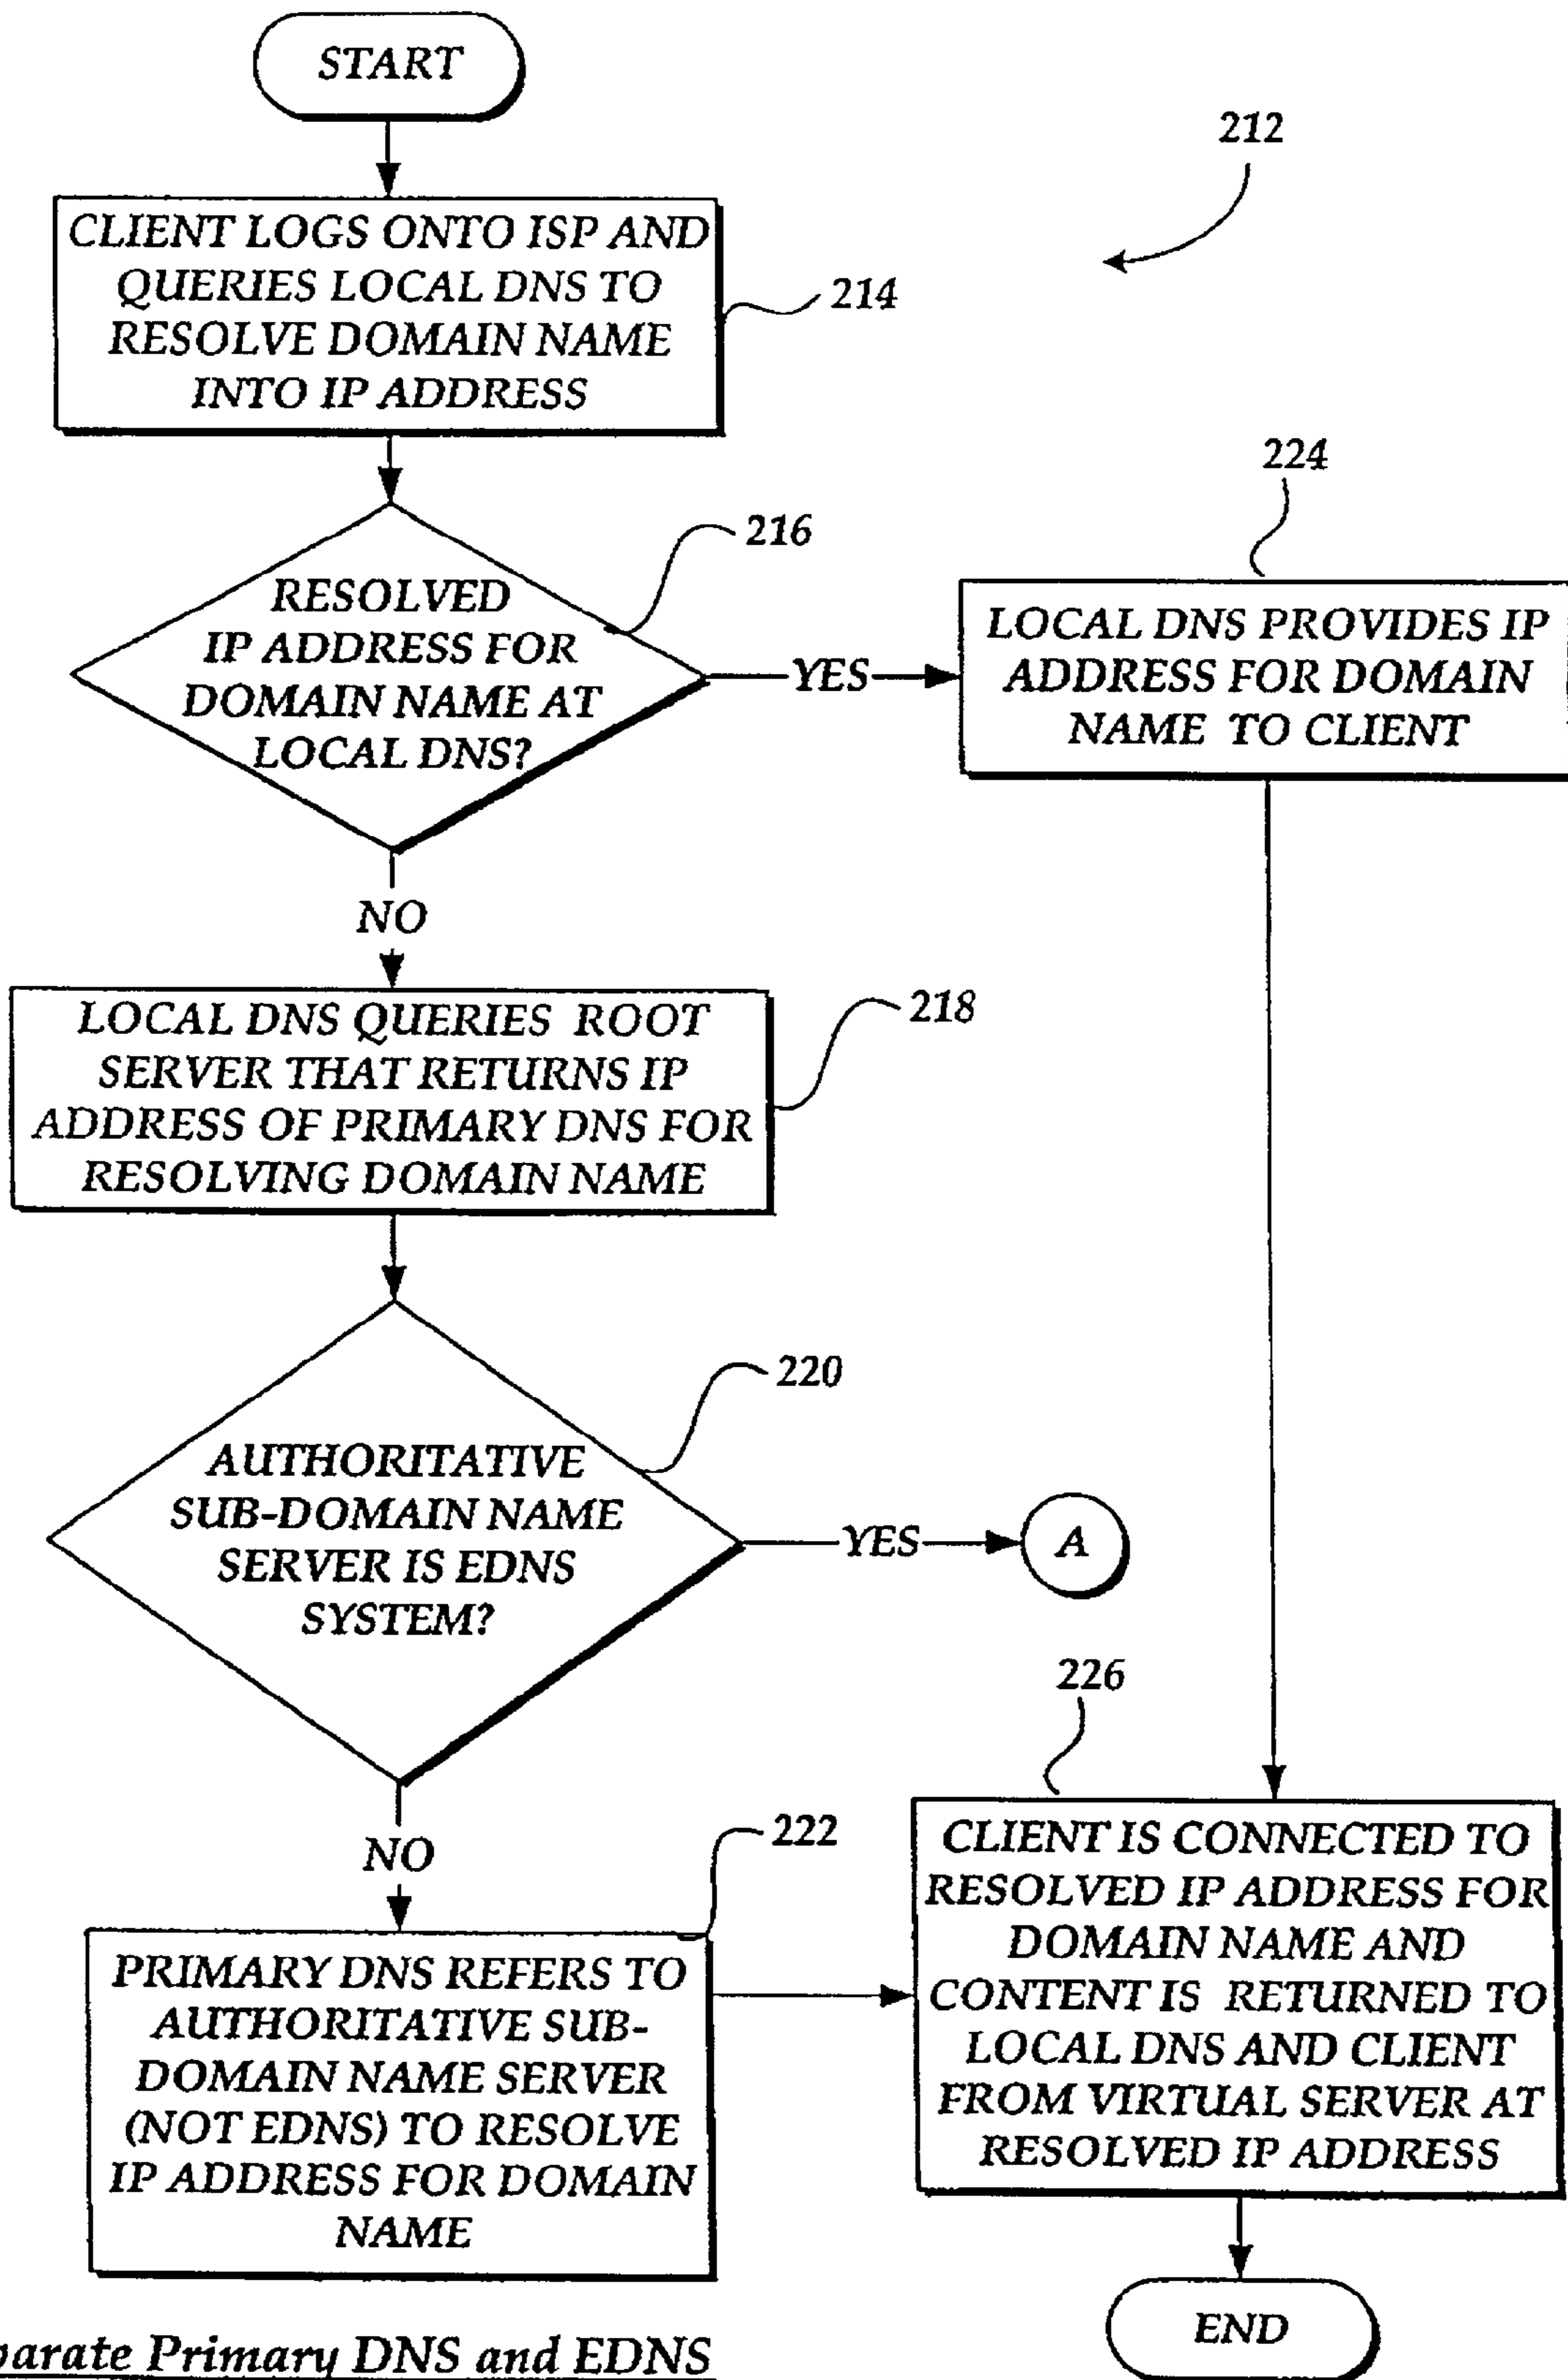 START
212
CLIENT LOGS ONTO ISP AND
QUERIES LOCAL DNS TO
RESOLVE DOMAIN NAME
INTO IP ADDRESS
214
216
RESOLVED
IP ADDRESS FOR
DOMAIN NAME AT
LOCAL DNS?
YES
224
LOCAL DNS PROVIDES IP
ADDRESS FOR DOMAIN
NAME TO CLIENT
NO
LOCAL DNS QUERIES ROOT
SERVER THAT RETURNS IP
ADDRESS OF PRIMARY DNS FOR
RESOLVING DOMAIN NAME
218
220
AUTHORITATIVE
SUB-DOMAIN NAME
SERVER IS EDNS
SYSTEM?
YES
A
NO
222
PRIMARY DNS REFERS TO
AUTHORITATIVE SUB-
DOMAIN NAME SERVER
(NOT EDNS) TO RESOLVE
IP ADDRESS FOR DOMAIN
NAME
226
CLIENT IS CONNECTED TO
RESOLVED IP ADDRESS FOR
DOMAIN NAME AND
CONTENT IS RETURNED TO
LOCAL DNS AND CLIENT
FROM VIRTUAL SERVER AT
RESOLVED IP ADDRESS
END
Primary DNS and EDNS